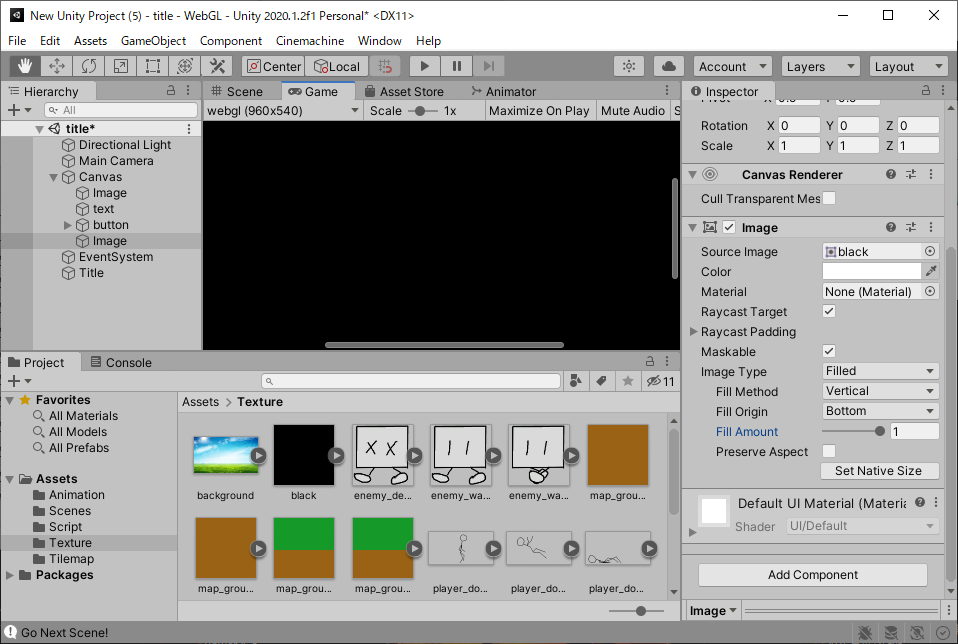 New Unity Project (5) - title - WebGL - Unity 2020.1.2f1 Personal* <DX11>
File Edit Assets GameObject Component Cinemachine Window Help
Center Local Account Layers Layout
Hierarchy
All
title*
Directional Light
Main Camera
Canvas
Image
text
button
Image
EventSystem
Title
Scene Game Asset Store Animator
webgl (960x540) Scale 1x Maximize On Play Mute Audio S
Inspector
Rotation X 0 Y 0 Z 0
Scale X 1 Y 1 Z 1
Canvas Renderer
Cull Transparent Mes
Image
Source Image black
Color
Material None (Material)
Raycast Target
Raycast Padding
Maskable
Image Type Filled
Fill Method Vertical
Fill Origin Bottom
Fill Amount 1
Preserve Aspect
Set Native Size
Default UI Material (Materia
Shader UI/Default
Add Component
Image
Project Console
11
Favorites
All Materials
All Models
All Prefabs
Assets
Animation
Scenes
Script
Texture
Tilemap
Packages
Assets > Texture
background black enemy_de... enemy_wa... enemy_wa... map_grou...
map_grou... map_grou... map_grou... player_do... player_do... player_do...
Go Next Scene!